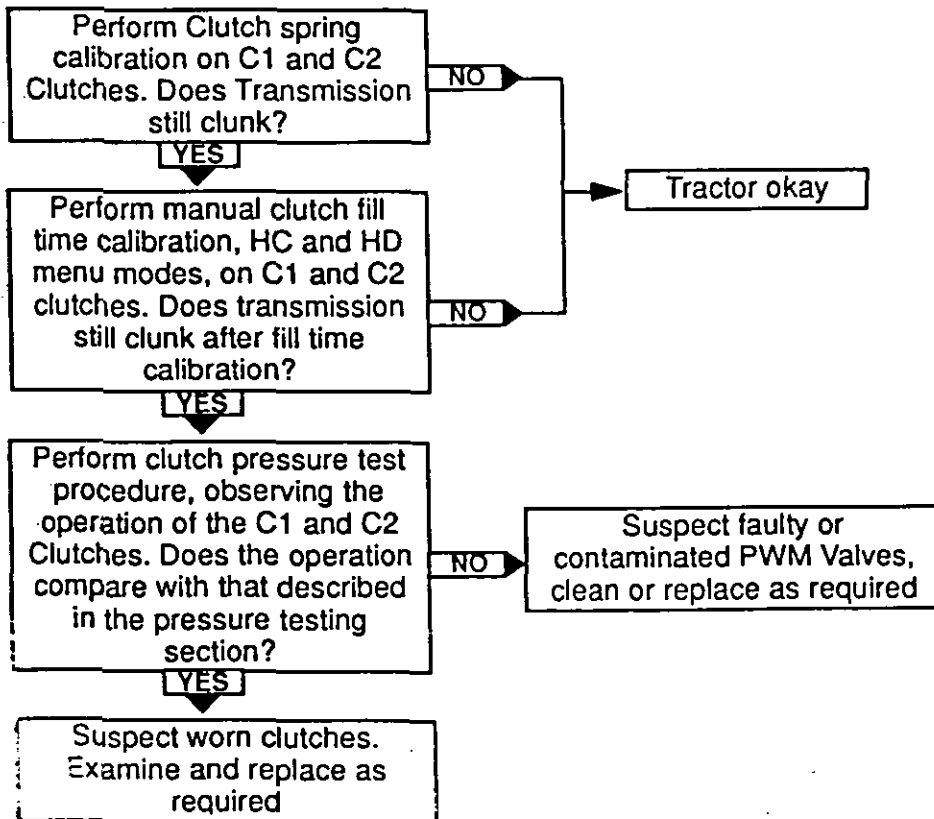 Perform Clutch spring
calibration on C1 and C2
Clutches. Does Transmission
still clunk?
NO
YES
Tractor okay
Perform manual clutch fill
time calibration, HC and HD
menu modes, on C1 and C2
clutches. Does transmission
still clunk after fill time
calibration?
NO
YES
Perform clutch pressure test
procedure, observing the
operation of the C1 and C2
Clutches. Does the operation
compare with that described
in the pressure testing
section?
NO
Suspect faulty or
contaminated PWM Valves,
clean or replace as required
YES
Suspect worn clutches.
Examine and replace as
required